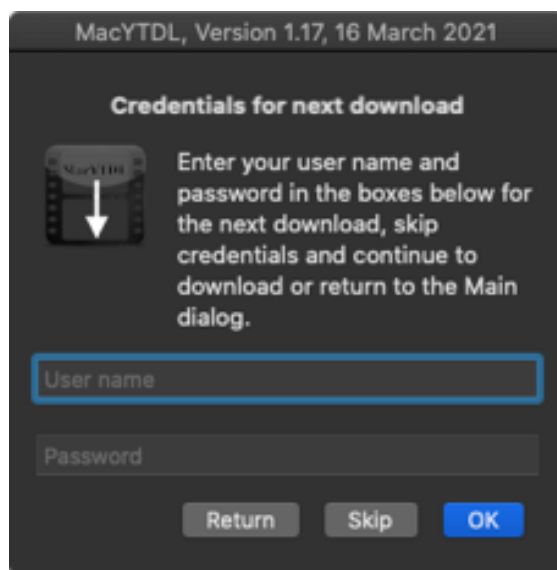 MacYTDL, Version 1.17, 16 March 2021
Credentials for next download
MacYTDL
Enter your user name and
password in the boxes below for
the next download, skip
credentials and continue to
download or return to the Main
dialog.
User name
Password
Return
Skip
OK